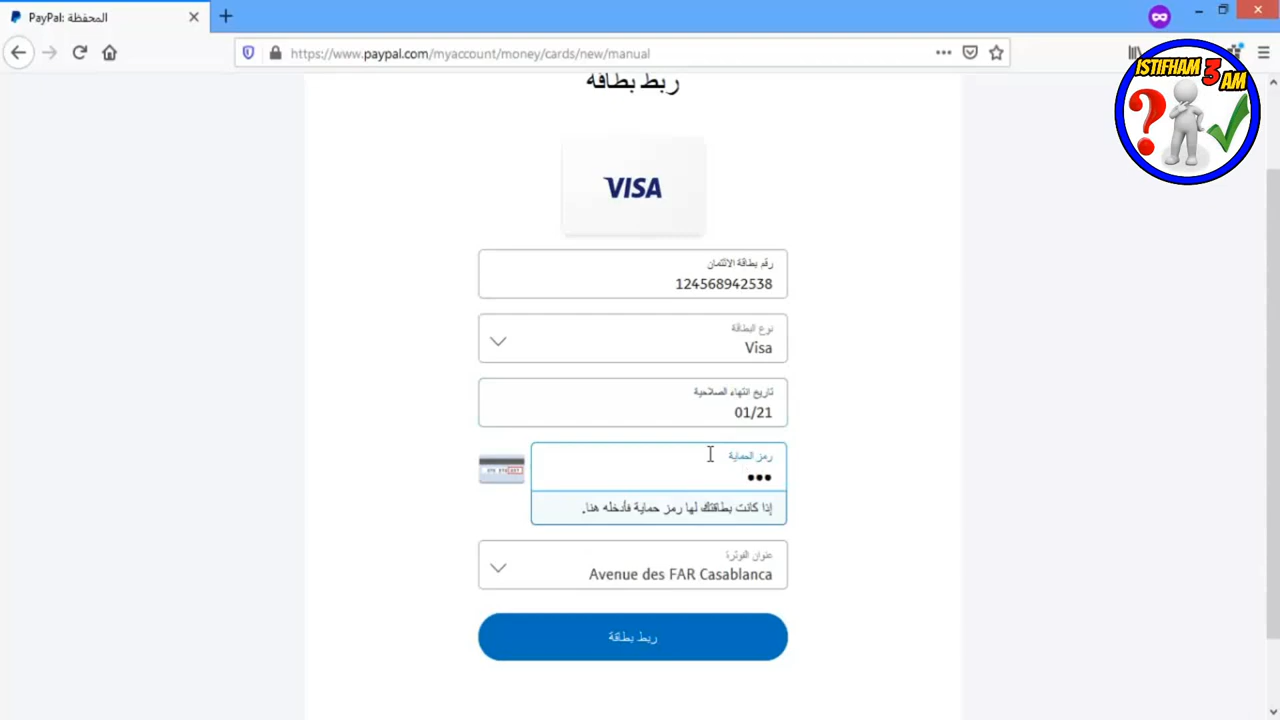 PayPal: المحفظة
https://www.paypal.com/myaccount/money/cards/new/manual
ISTIFHAM
3
AM
ربط بطاقة
VISA
رقم بطاقة الائتمان
124568942538
نوع البطاقة
Visa
تاريخ انتهاء الصلاحية
01/21
رمز الحماية
•••
إذا كانت بطاقتك لها رمز حماية فأدخله هنا.
عنوان الفوترة
Avenue des FAR Casablanca
ربط بطاقة